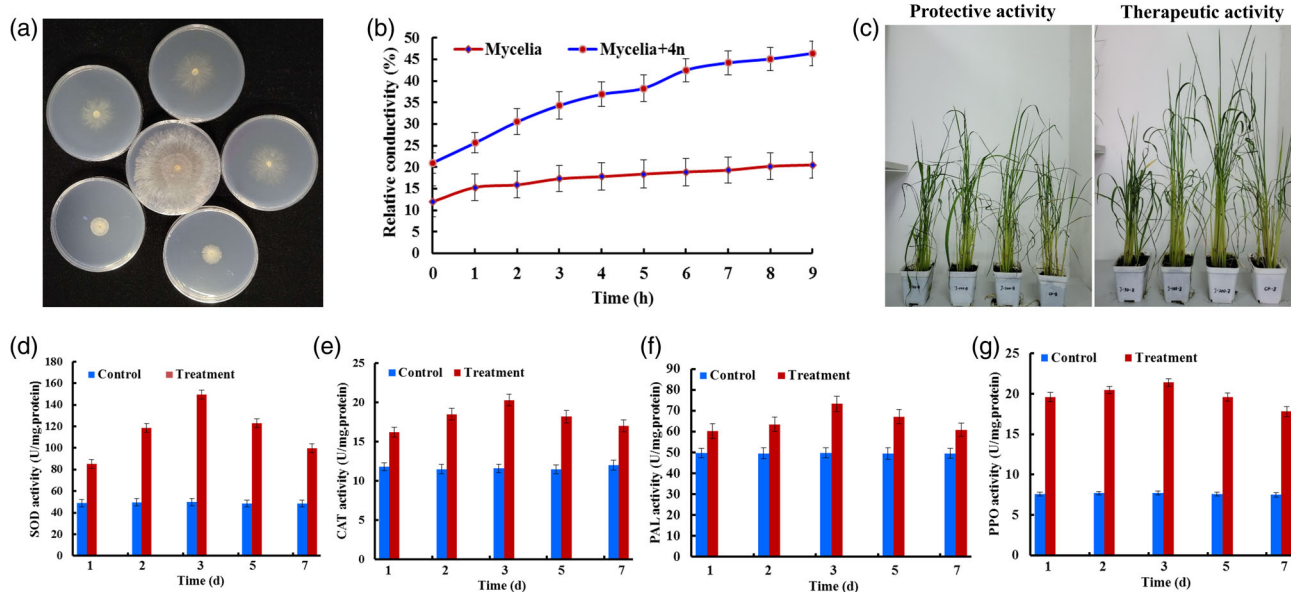 (a)
(b)
Mycelia
Mycelia+4n
Relative conductivity (%)
50
45
40
35
30
25
20
15
10
5
0
0 1 2 3 4 5 6 7 8 9
Time (h)
(c)
Protective activity
Therapeutic activity
(d)
Control
Treatment
SOD activity (U/mg.protein)
180
160
140
120
100
80
60
40
20
0
1 2 3 5 7
Time (d)
(e)
Control
Treatment
CAT activity (U/mg.protein)
25
20
15
10
5
0
1 2 3 5 7
Time (d)
(f)
Control
Treatment
PAL activity (U/mg.protein)
90
80
70
60
50
40
30
20
10
0
1 2 3 5 7
Time (d)
(g)
Control
Treatment
PPO activity (U/mg.protein)
25
20
15
10
5
0
1 2 3 5 7
Time (d)